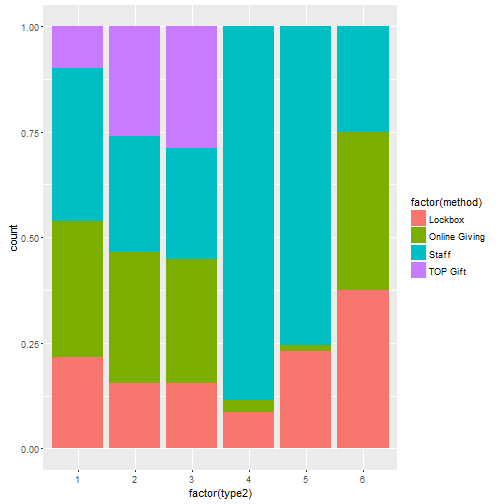 1.00
0.75
0.50
0.25
0.00
count
1 2 3 4 5 6
factor(type2)
factor(method)
Lockbox
Online Giving
Staff
TOP Gift